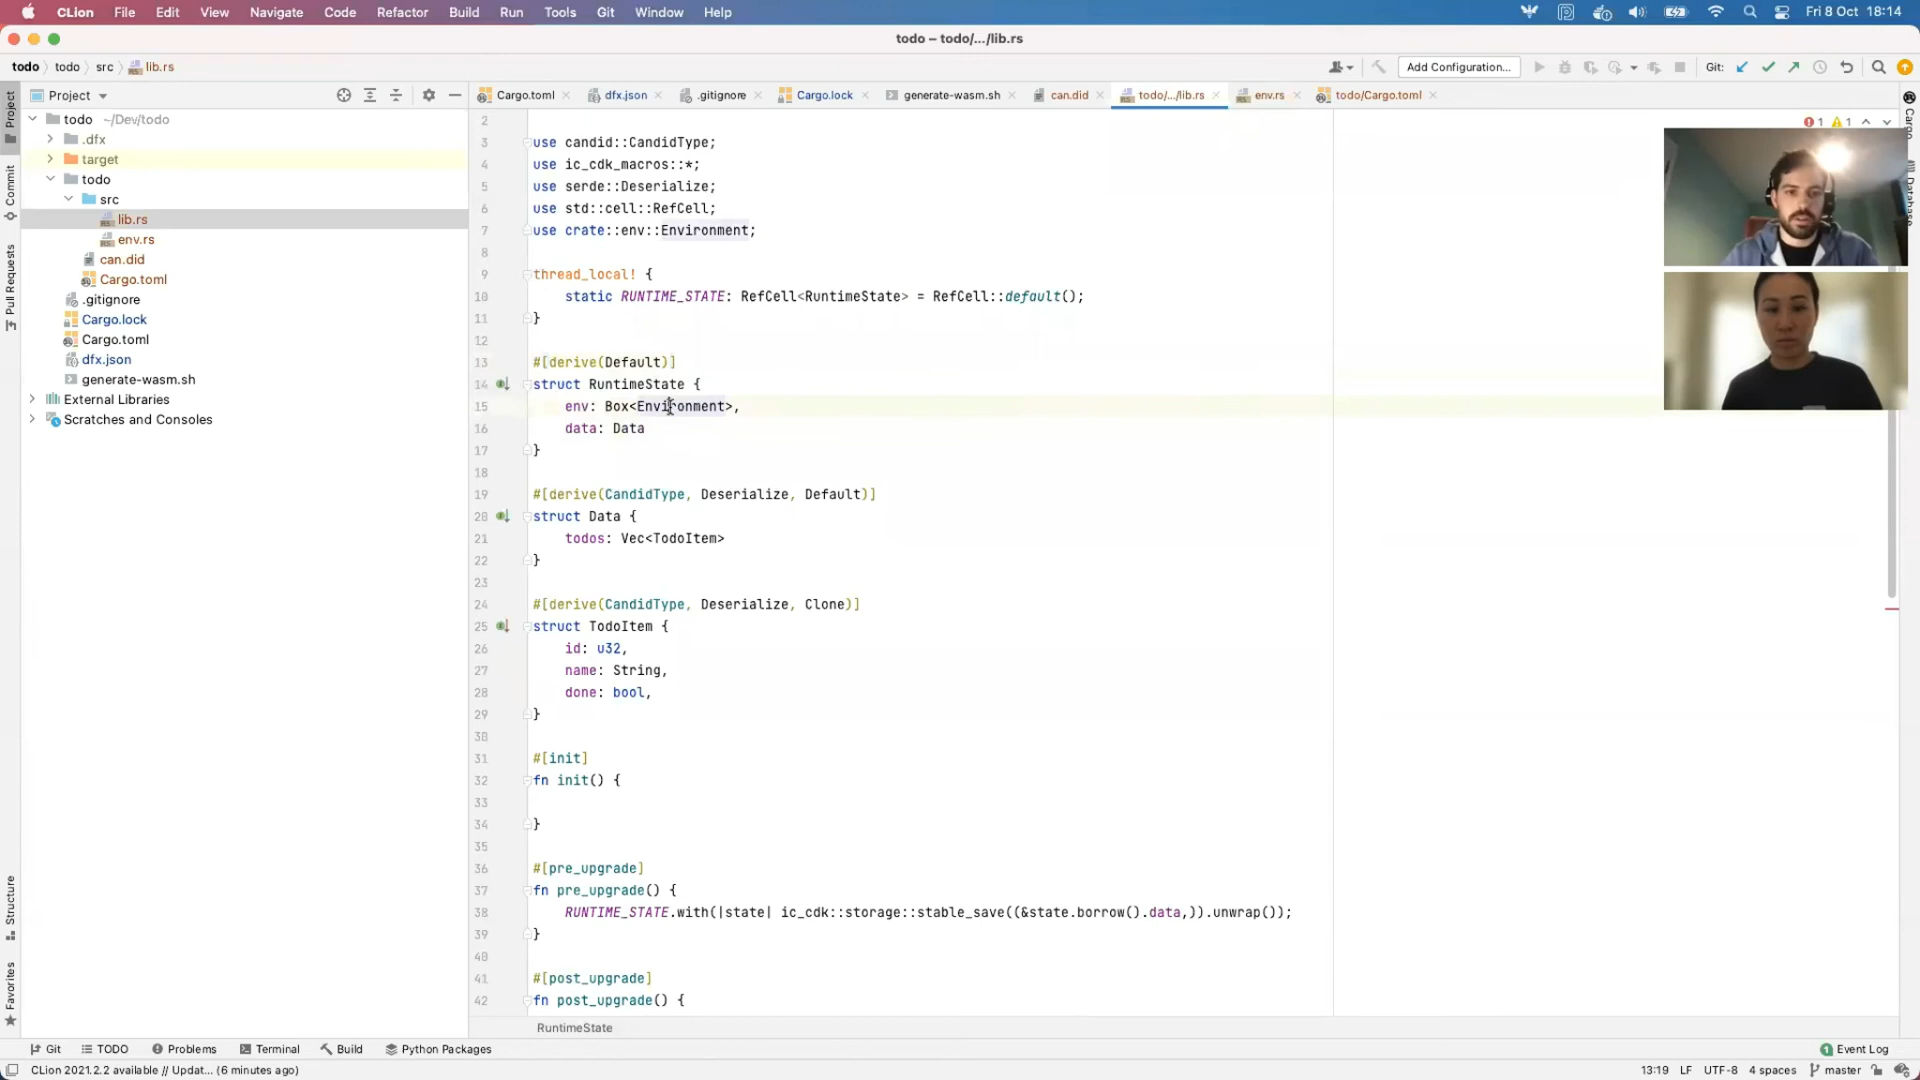 CLion File Edit View Navigate Code Refactor Build Run Tools Git Window Help Fri 8 Oct 18:14
todo – todo/.../lib.rs
todo todo src lib.rs Add Configuration... Git:
Project Cargo.toml dfx.json .gitignore Cargo.lock generate-wasm.sh can.did todo/.../lib.rs env.rs todo/Cargo.toml
Project
Commit
Pull Requests
Structure
Favorites
Cargo
Database
todo ~/Dev/todo
.dfx
target
todo
src
lib.rs
env.rs
can.did
Cargo.toml
.gitignore
Cargo.lock
Cargo.toml
dfx.json
generate-wasm.sh
External Libraries
Scratches and Consoles
1 1
2
3 use candid::CandidType;
4 use ic_cdk_macros::*;
5 use serde::Deserialize;
6 use std::cell::RefCell;
7 use crate::env::Environment;
8
9 thread_local! {
10 static RUNTIME_STATE: RefCell<RuntimeState> = RefCell::default();
11 }
12
13 #[derive(Default)]
14 struct RuntimeState {
15 env: Box<Environment>,
16 data: Data
17 }
18
19 #[derive(CandidType, Deserialize, Default)]
20 struct Data {
21 todos: Vec<TodoItem>
22 }
23
24 #[derive(CandidType, Deserialize, Clone)]
25 struct TodoItem {
26 id: u32,
27 name: String,
28 done: bool,
29 }
30
31 #[init]
32 fn init() {
33
34 }
35
36 #[pre_upgrade]
37 fn pre_upgrade() {
38 RUNTIME_STATE.with(|state| ic_cdk::storage::stable_save((&state.borrow().data,)).unwrap());
39 }
40
41 #[post_upgrade]
42 fn post_upgrade() {
RuntimeState
Git TODO Problems Terminal Build Python Packages 1 Event Log
CLion 2021.2.2 available // Updat... (6 minutes ago) 13:19 LF UTF-8 4 spaces master